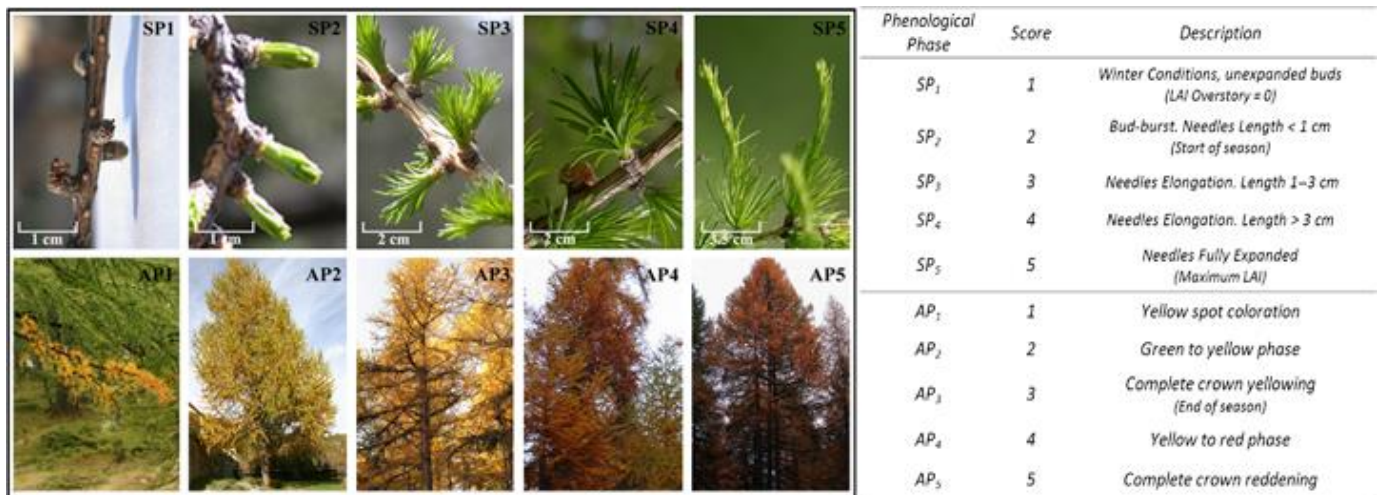 SP1
SP2
SP3
SP4
SP5
1 cm
1 cm
2 cm
2 cm
3.5 cm
AP1
AP2
AP3
AP4
AP5
Phenological Phase Score Description
SP1 1 Winter Conditions, unexpanded buds
(LAI Overstory = 0)
SP2 2 Bud-burst. Needles Length < 1 cm
(Start of season)
SP3 3 Needles Elongation. Length 1–3 cm
SP4 4 Needles Elongation. Length > 3 cm
SP5 5 Needles Fully Expanded
(Maximum LAI)
AP1 1 Yellow spot coloration
AP2 2 Green to yellow phase
AP3 3 Complete crown yellowing
(End of season)
AP4 4 Yellow to red phase
AP5 5 Complete crown reddening